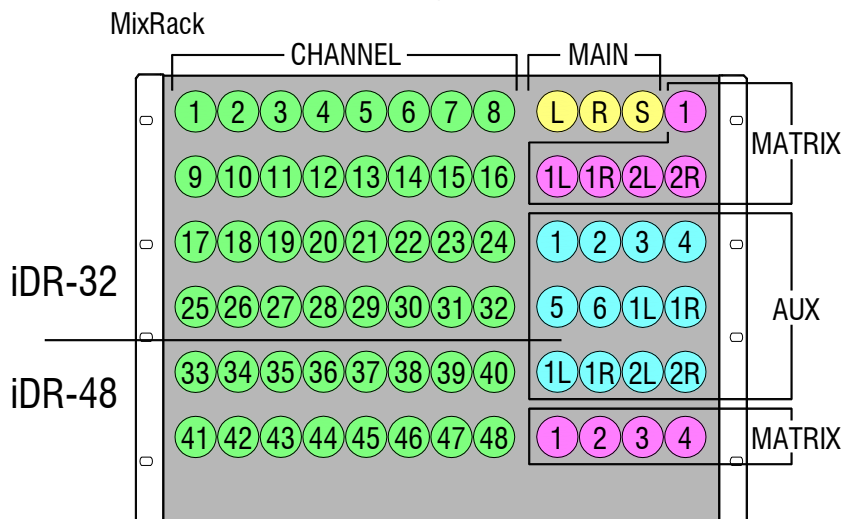 MixRack
CHANNEL MAIN
1 2 3 4 5 6 7 8 L R S 1
MATRIX
9 10 11 12 13 14 15 16 1L 1R 2L 2R
17 18 19 20 21 22 23 24 1 2 3 4
iDR-32
25 26 27 28 29 30 31 32 5 6 1L 1R
AUX
33 34 35 36 37 38 39 40 1L 1R 2L 2R
iDR-48
41 42 43 44 45 46 47 48 1 2 3 4
MATRIX